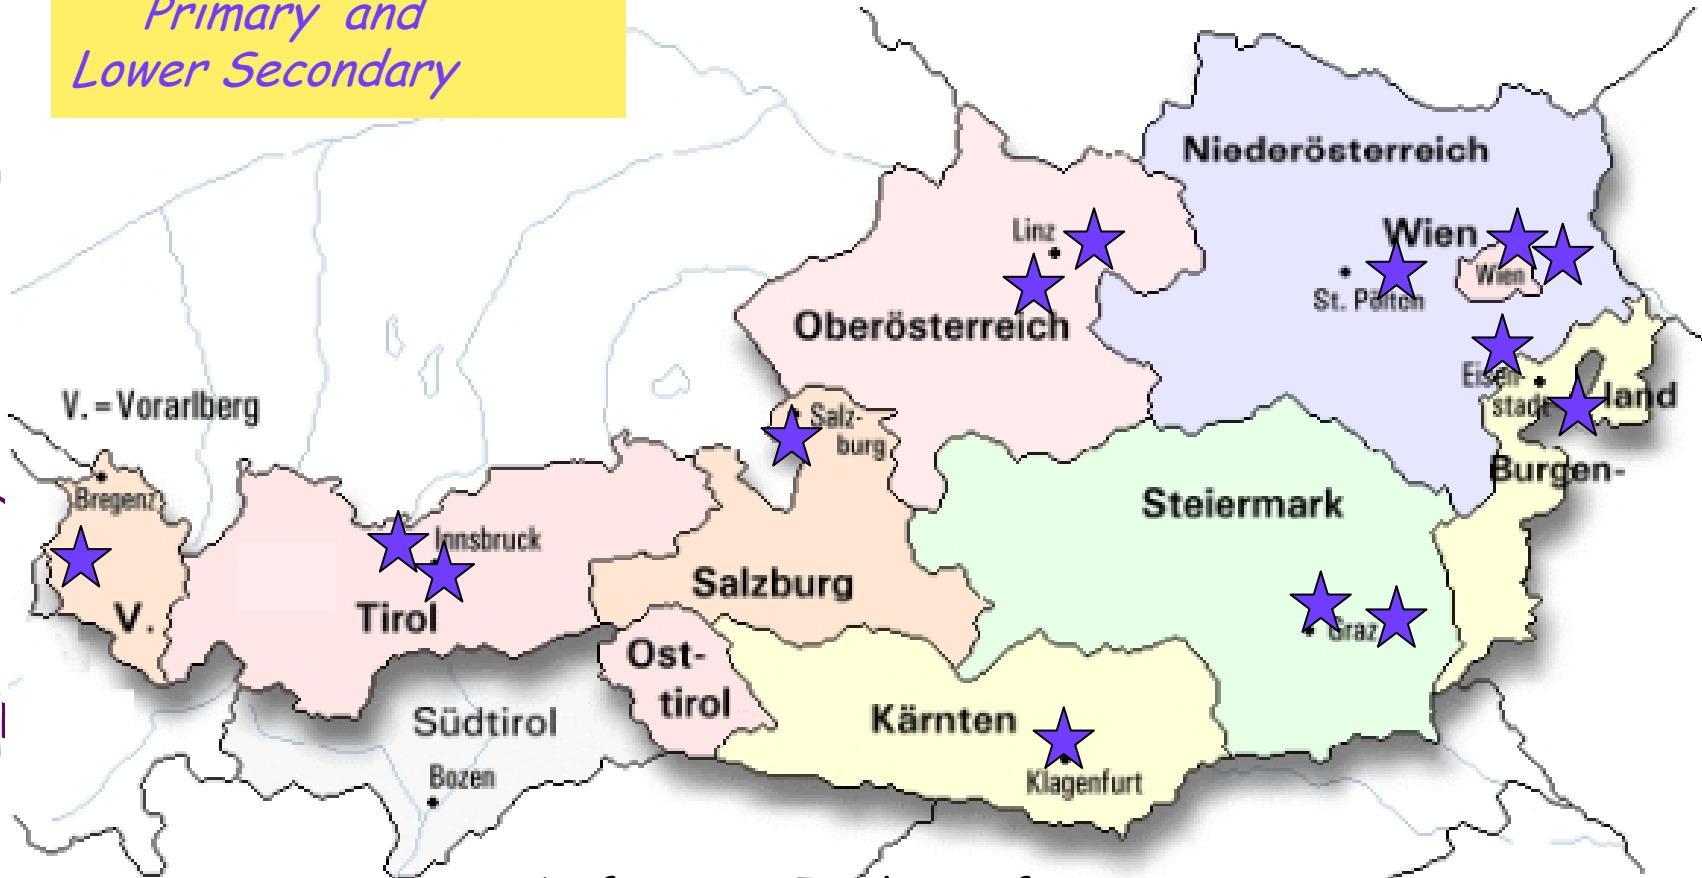 Primary and
Lower Secondary
Niederösterreich
Linz
Wien
Wien
St. Pölten
Oberösterreich
Eisen-
stadt
land
V. = Vorarlberg
Salz-
burg
Burgen-
Bregenz
Steiermark
Innsbruck
Salzburg
V.
Tirol
Graz
Ost-
tirol
Südtirol
Kärnten
Bozen
Klagenfurt